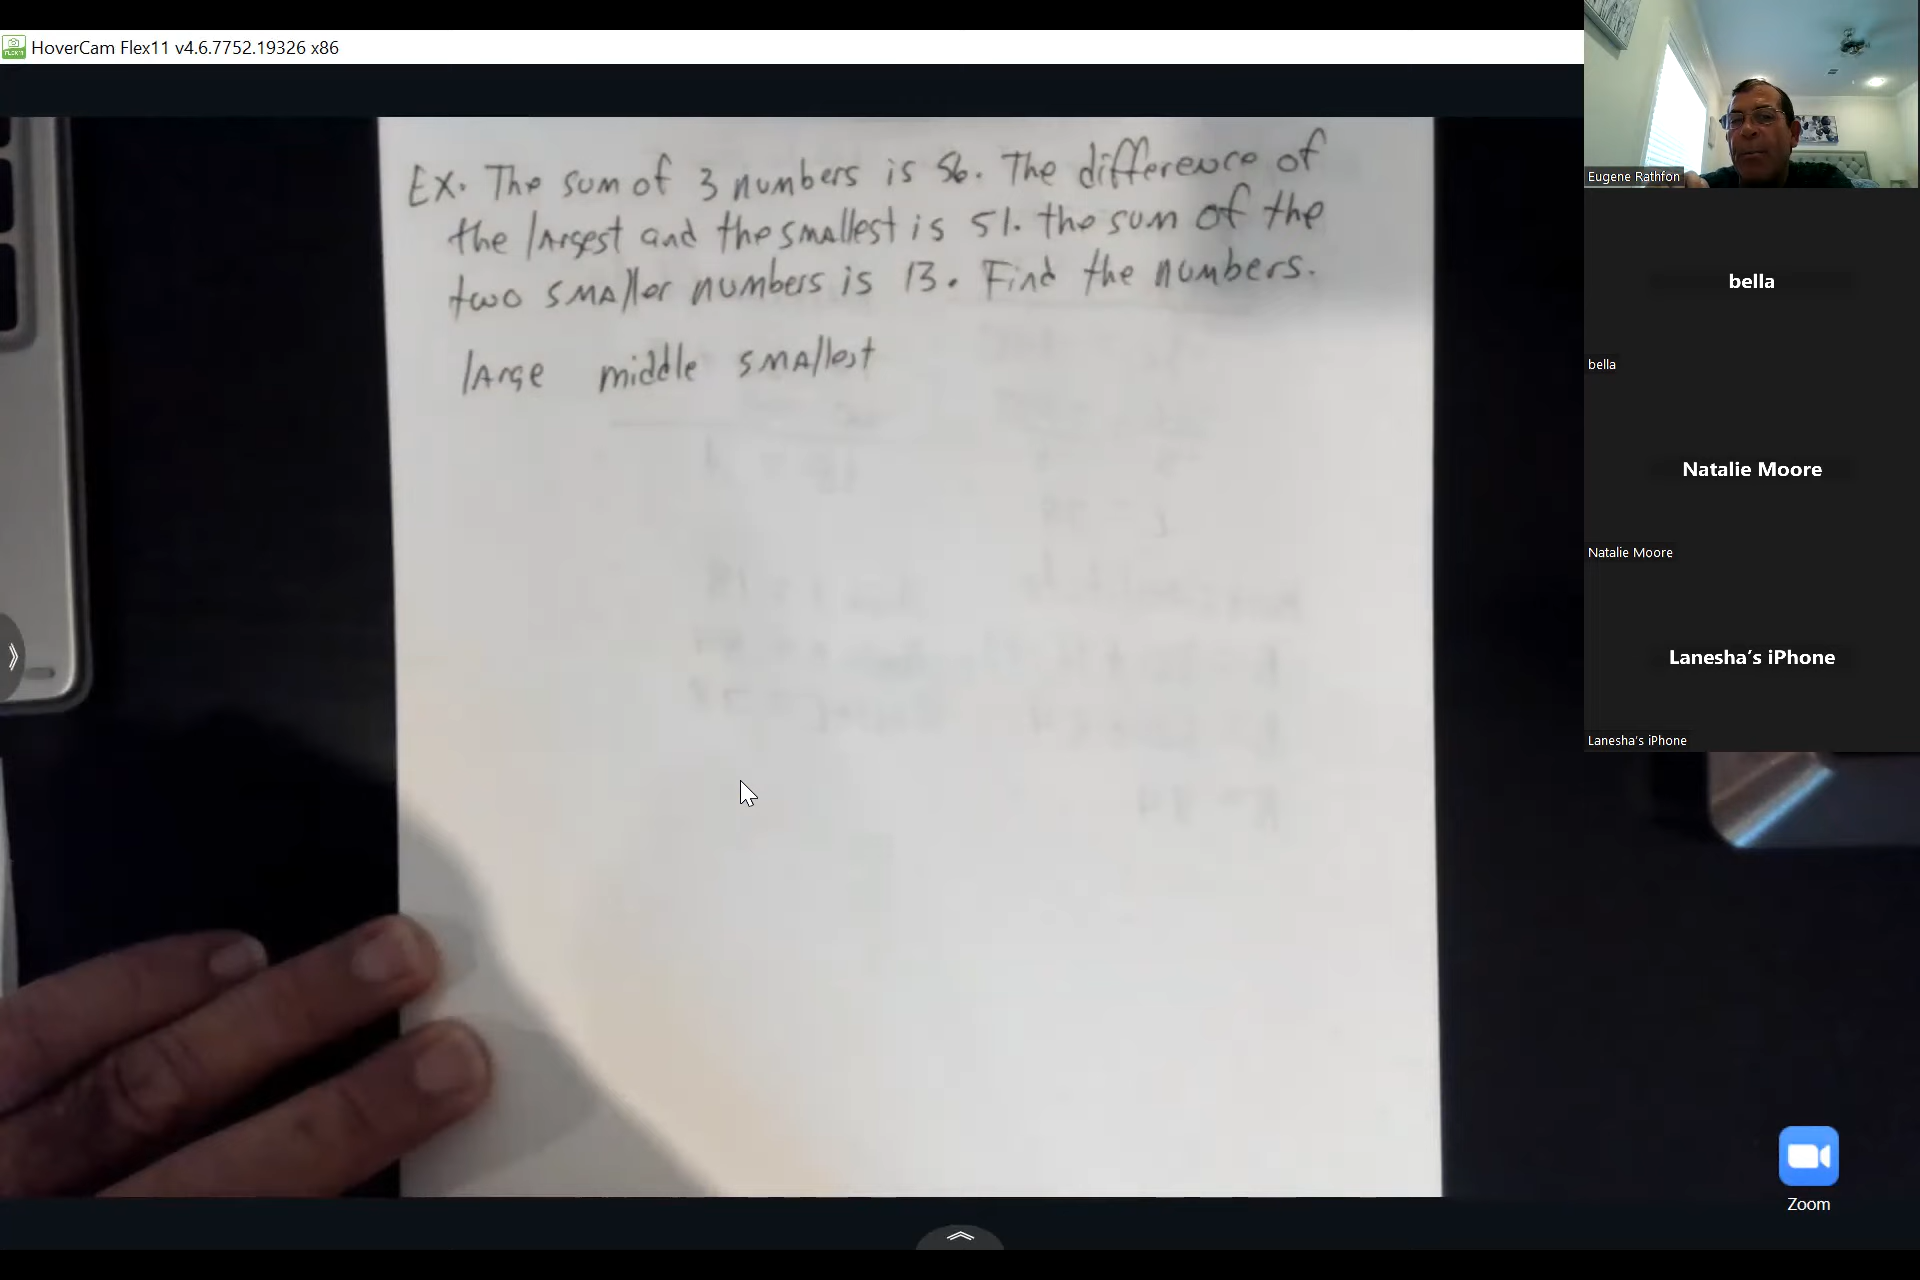 HoverCam Flex11 v4.6.7752.19326 x86
Ex. The sum of 3 numbers is 56. The difference of
the largest and the smallest is 51. the sum of the
two smaller numbers is 13. Find the numbers.
large middle smallest
Eugene Rathfon
bella
bella
Natalie Moore
Natalie Moore
Lanesha's iPhone
Lanesha's iPhone
Zoom